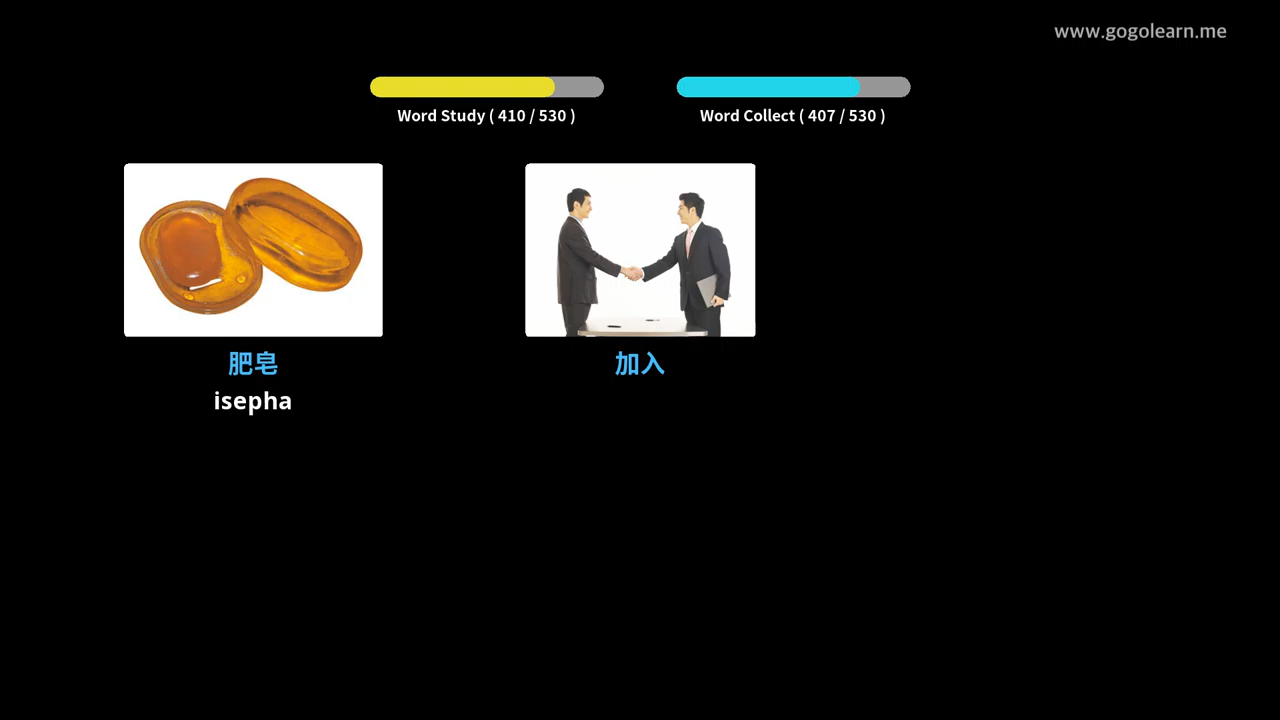 www.gogolearn.me
Word Study ( 410 / 530 )
Word Collect ( 407 / 530 )
肥皂
isepha
加入